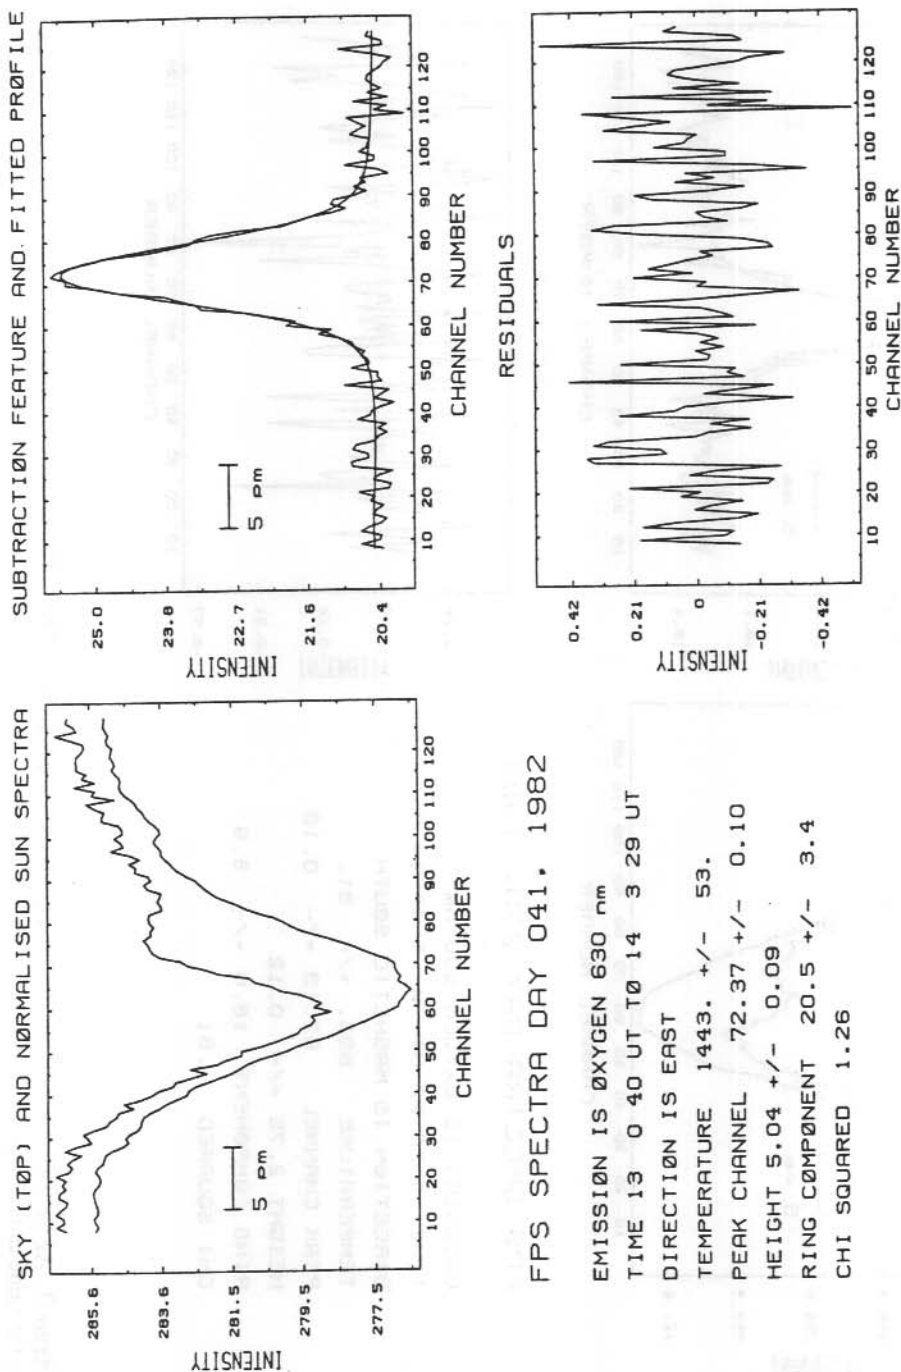 SKY (TØP) AND NØRMALISED SUN SPECTRA
INTENSITY
285.6
283.6
281.5
279.5
277.5
5 pm
10 20 30 40 50 60 70 80 90 100 110 120
CHANNEL NUMBER
SUBTRACTIØN FEATURE AND. FITTED PRØFILE
INTENSITY
25.0
23.8
22.7
21.6
20.4
5 pm
10 20 30 40 50 60 70 80 90 100 110 120
CHANNEL NUMBER
FPS SPECTRA DAY 041, 1982
EMISSIØN IS ØXYGEN 630 nm
TIME 13 0 40 UT TØ 14 3 29 UT
DIRECTIØN IS EAST
TEMPERATURE 1443. +/- 53.
PEAK CHANNEL 72.37 +/- 0.10
HEIGHT 5.04 +/- 0.09
RING CØMPØNENT 20.5 +/- 3.4
CHI SQUARED 1.26
RESIDUALS
INTENSITY
0.42
0.21
0
-0.21
-0.42
10 20 30 40 50 60 70 80 90 100 110 120
CHANNEL NUMBER